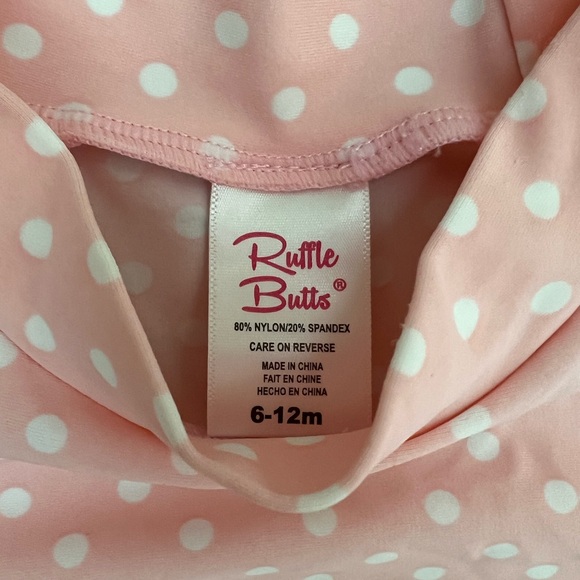 Ruffle
Butts®
80% NYLON/20% SPANDEX
CARE ON REVERSE
MADE IN CHINA
FAIT EN CHINE
HECHO EN CHINA
6-12m